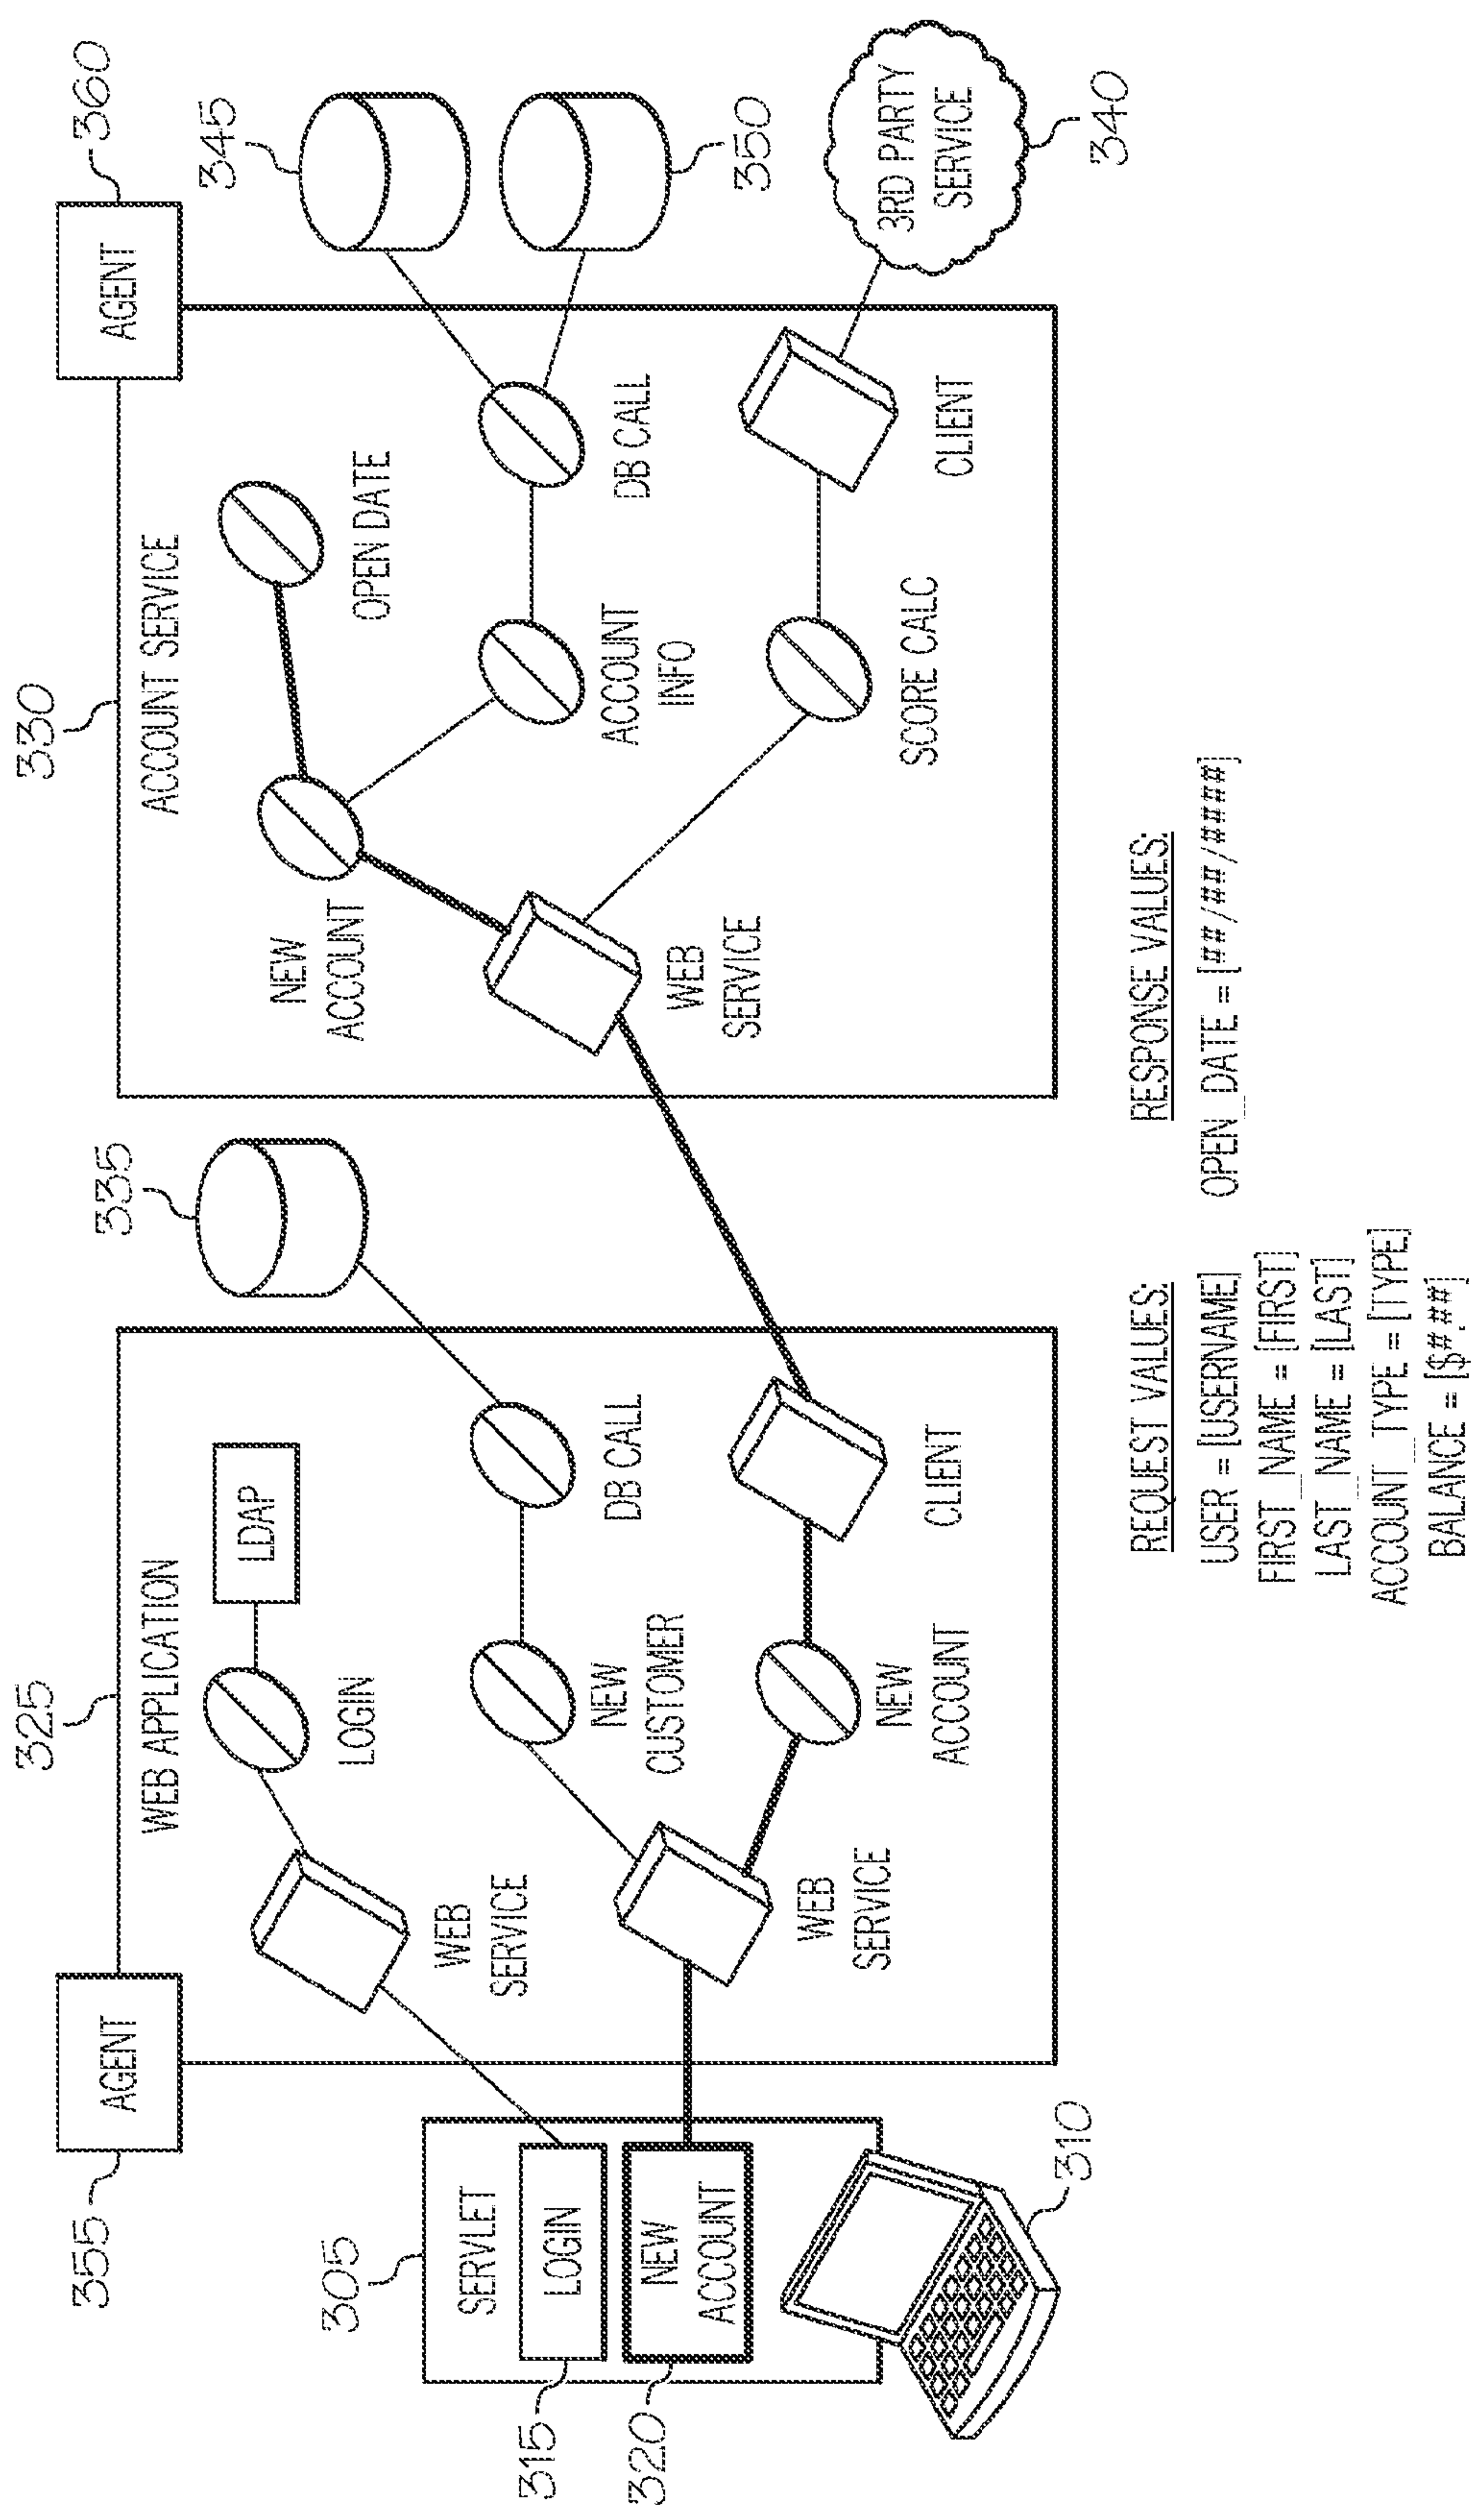 355
AGENT
325
WEB APPLICATION
335
330
ACCOUNT SERVICE
AGENT
360
305
SERVLET
315
LOGIN
320
NEW
ACCOUNT
310
WEB
SERVICE
LOGIN
LDAP
WEB
SERVICE
NEW
CUSTOMER
DB CALL
NEW
ACCOUNT
CLIENT
NEW
ACCOUNT
OPEN DATE
WEB
SERVICE
ACCOUNT
INFO
DB CALL
SCORE CALC
CLIENT
345
350
3RD PARTY
SERVICE
340
REQUEST VALUES:
USER = [USERNAME]
FIRST_NAME = [FIRST]
LAST_NAME = [LAST]
ACCOUNT_TYPE = [TYPE]
BALANCE = [$#.##]
RESPONSE VALUES:
OPEN_DATE = [##/##/####]